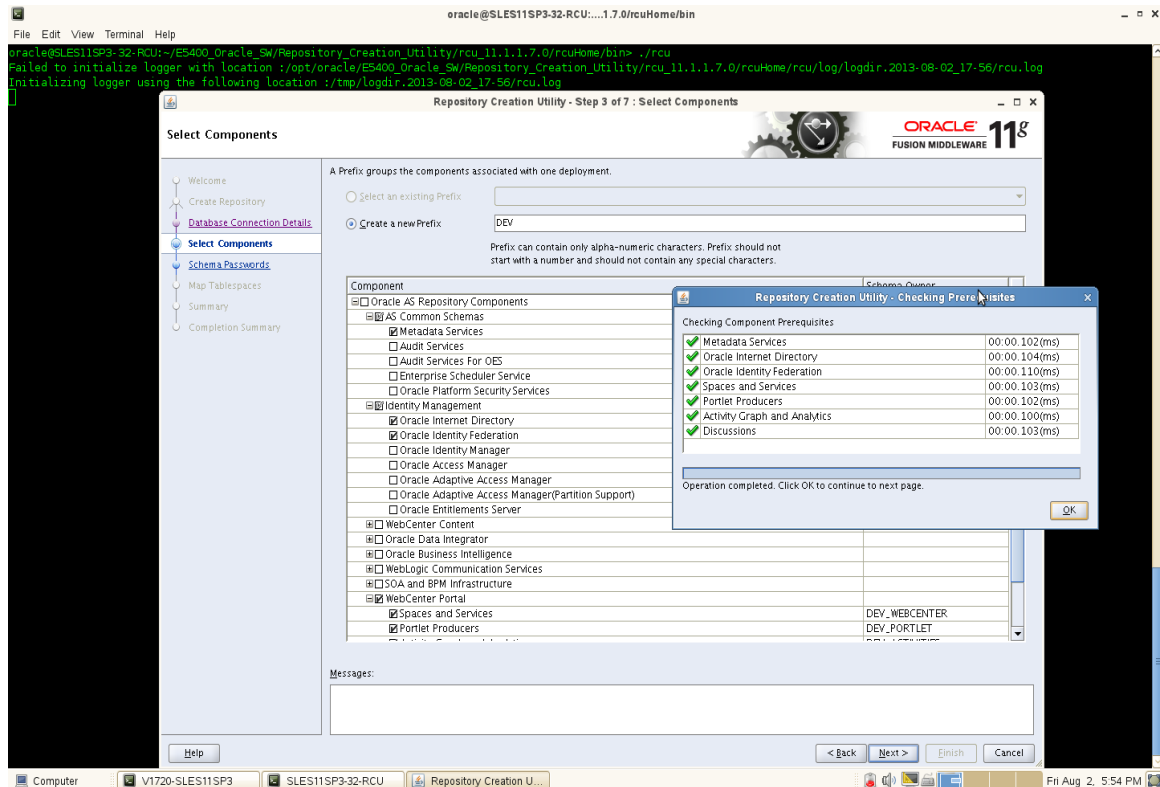 oracle@SLES11SP3-32-RCU:....1.7.0/rcuHome/bin
File Edit View Terminal Help
oracle@SLES11SP3-32-RCU:~/E5400_Oracle_SW/Repository_Creation_Utility/rcu_11.1.1.7.0/rcuHome/bin> ./rcu
Failed to initialize logger with location :/opt/oracle/E5400_Oracle_SW/Repository_Creation_Utility/rcu_11.1.1.7.0/rcuHome/rcu/log/logdir.2013-08-02_17-56/rcu.log
Initializing logger using the following location :/tmp/logdir.2013-08-02_17-56/rcu.log
Repository Creation Utility - Step 3 of 7 : Select Components
Select Components
ORACLE
FUSION MIDDLEWARE 11g
Welcome
Create Repository
Database Connection Details
Select Components
Schema Passwords
Map Tablespaces
Summary
Completion Summary
A Prefix groups the components associated with one deployment.
Select an existing Prefix
Create a new Prefix DEV
Prefix can contain only alpha-numeric characters. Prefix should not
start with a number and should not contain any special characters.
Component Schema Owner
Oracle AS Repository Components
AS Common Schemas
Metadata Services
Audit Services
Audit Services For OES
Enterprise Scheduler Service
Oracle Platform Security Services
Identity Management
Oracle Internet Directory
Oracle Identity Federation
Oracle Identity Manager
Oracle Access Manager
Oracle Adaptive Access Manager
Oracle Adaptive Access Manager(Partition Support)
Oracle Entitlements Server
WebCenter Content
Oracle Data Integrator
Oracle Business Intelligence
WebLogic Communication Services
SOA and BPM Infrastructure
WebCenter Portal
Spaces and Services DEV_WEBCENTER
Portlet Producers DEV_PORTLET
Repository Creation Utility - Checking Prerequisites
Checking Component Prerequisites
Metadata Services 00:00.102(ms)
Oracle Internet Directory 00:00.104(ms)
Oracle Identity Federation 00:00.110(ms)
Spaces and Services 00:00.103(ms)
Portlet Producers 00:00.102(ms)
Activity Graph and Analytics 00:00.100(ms)
Discussions 00:00.103(ms)
Operation completed. Click OK to continue to next page.
OK
Messages:
Help < Back Next > Finish Cancel
Computer V1720-SLES11SP3 SLES11SP3-32-RCU Repository Creation U... Fri Aug 2, 5:54 PM